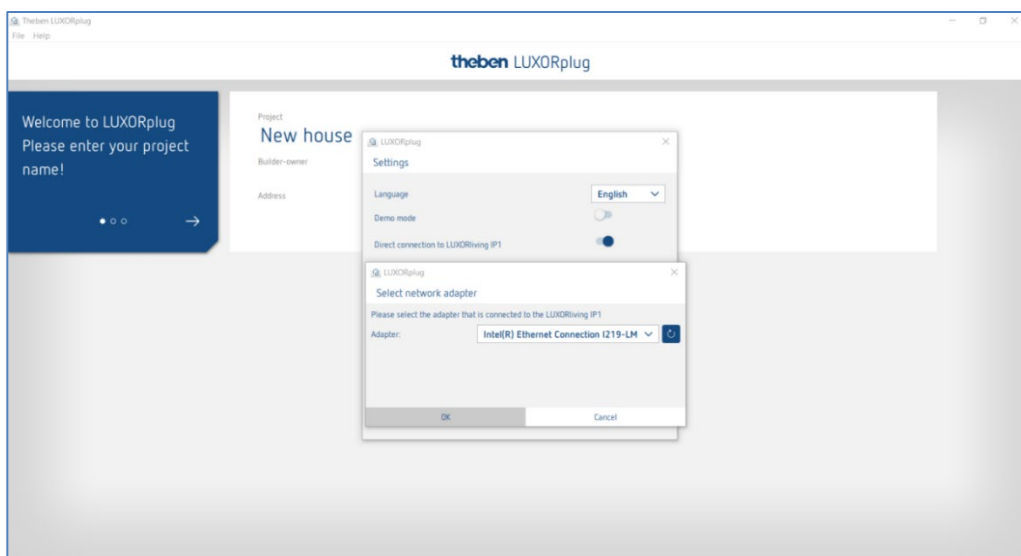 Theben LUXORplug
File Help
theben LUXORplug
Welcome to LUXORplug
Please enter your project
name!
Project
New house
Builder-owner
Address
LUXORplug
Settings
Language
English
Demo mode
Direct connection to LUXORliving IP1
LUXORplug
Select network adapter
Please select the adapter that is connected to the LUXORliving IP1
Adapter:
Intel(R) Ethernet Connection I219-LM
OK Cancel